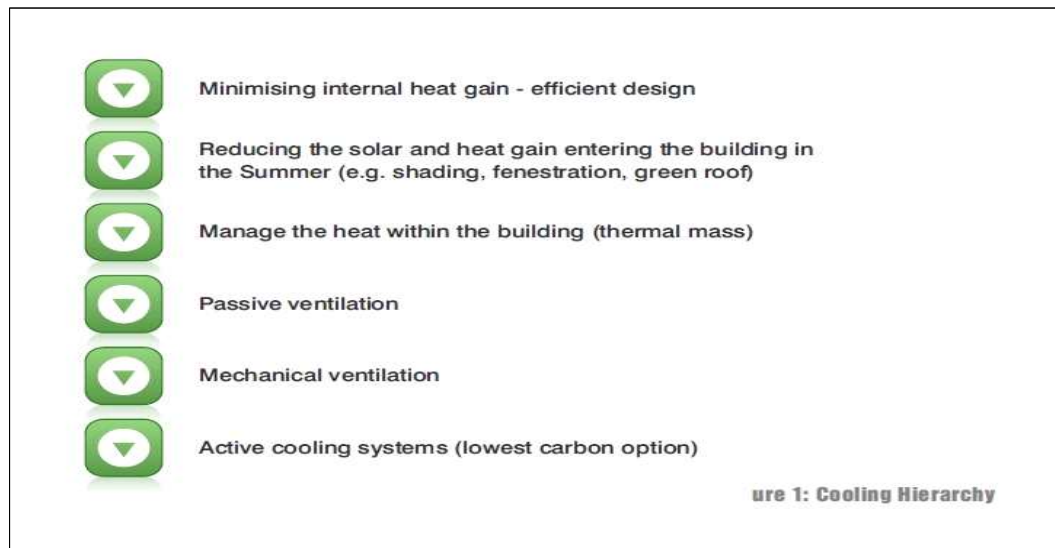 Minimising internal heat gain - efficient design
Reducing the solar and heat gain entering the building in
the Summer (e.g. shading, fenestration, green roof)
Manage the heat within the building (thermal mass)
Passive ventilation
Mechanical ventilation
Active cooling systems (lowest carbon option)
ure 1: Cooling Hierarchy